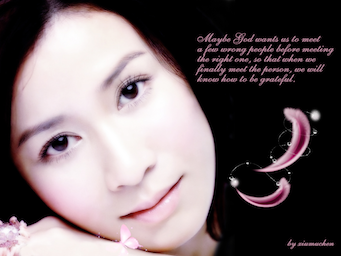 Maybe God wants us to meet
a few wrong people before meeting
the right one, so that when we
finally meet the person, we will
know how to be grateful.
by xiumuchen